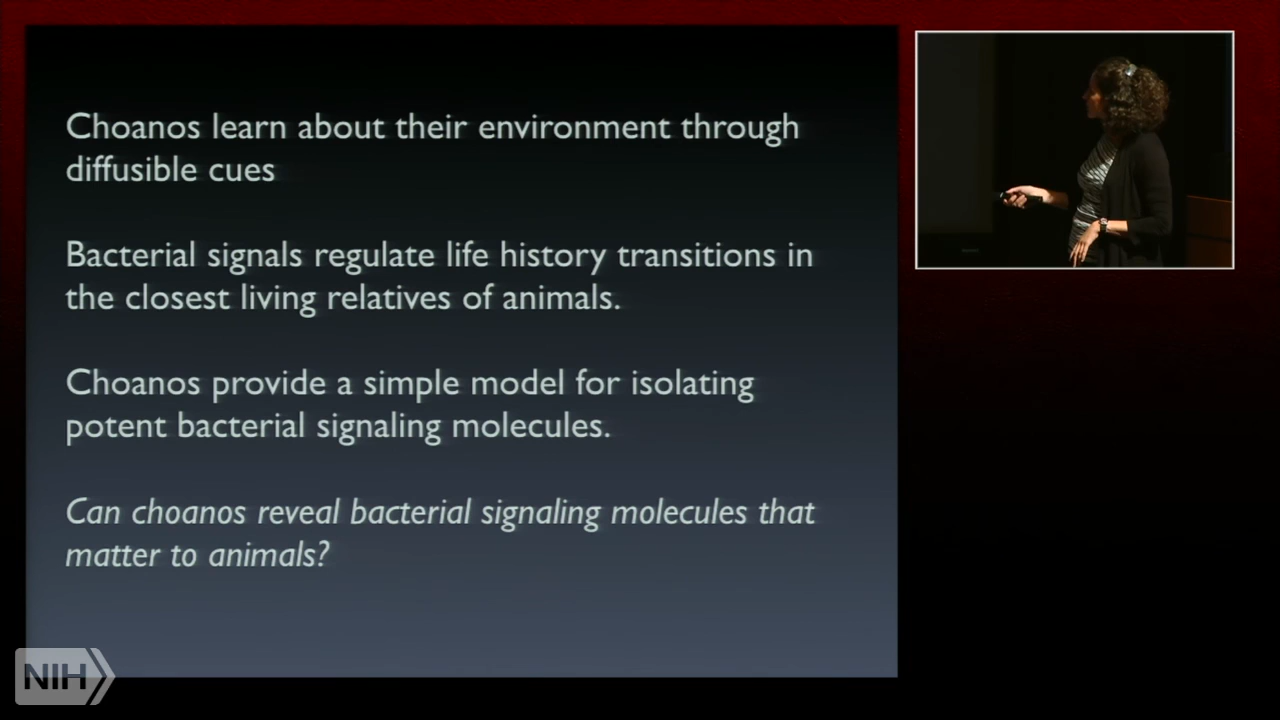 Choanos learn about their environment through
diffusible cues
Bacterial signals regulate life history transitions in
the closest living relatives of animals.
Choanos provide a simple model for isolating
potent bacterial signaling molecules.
Can choanos reveal bacterial signaling molecules that
matter to animals?
NIH